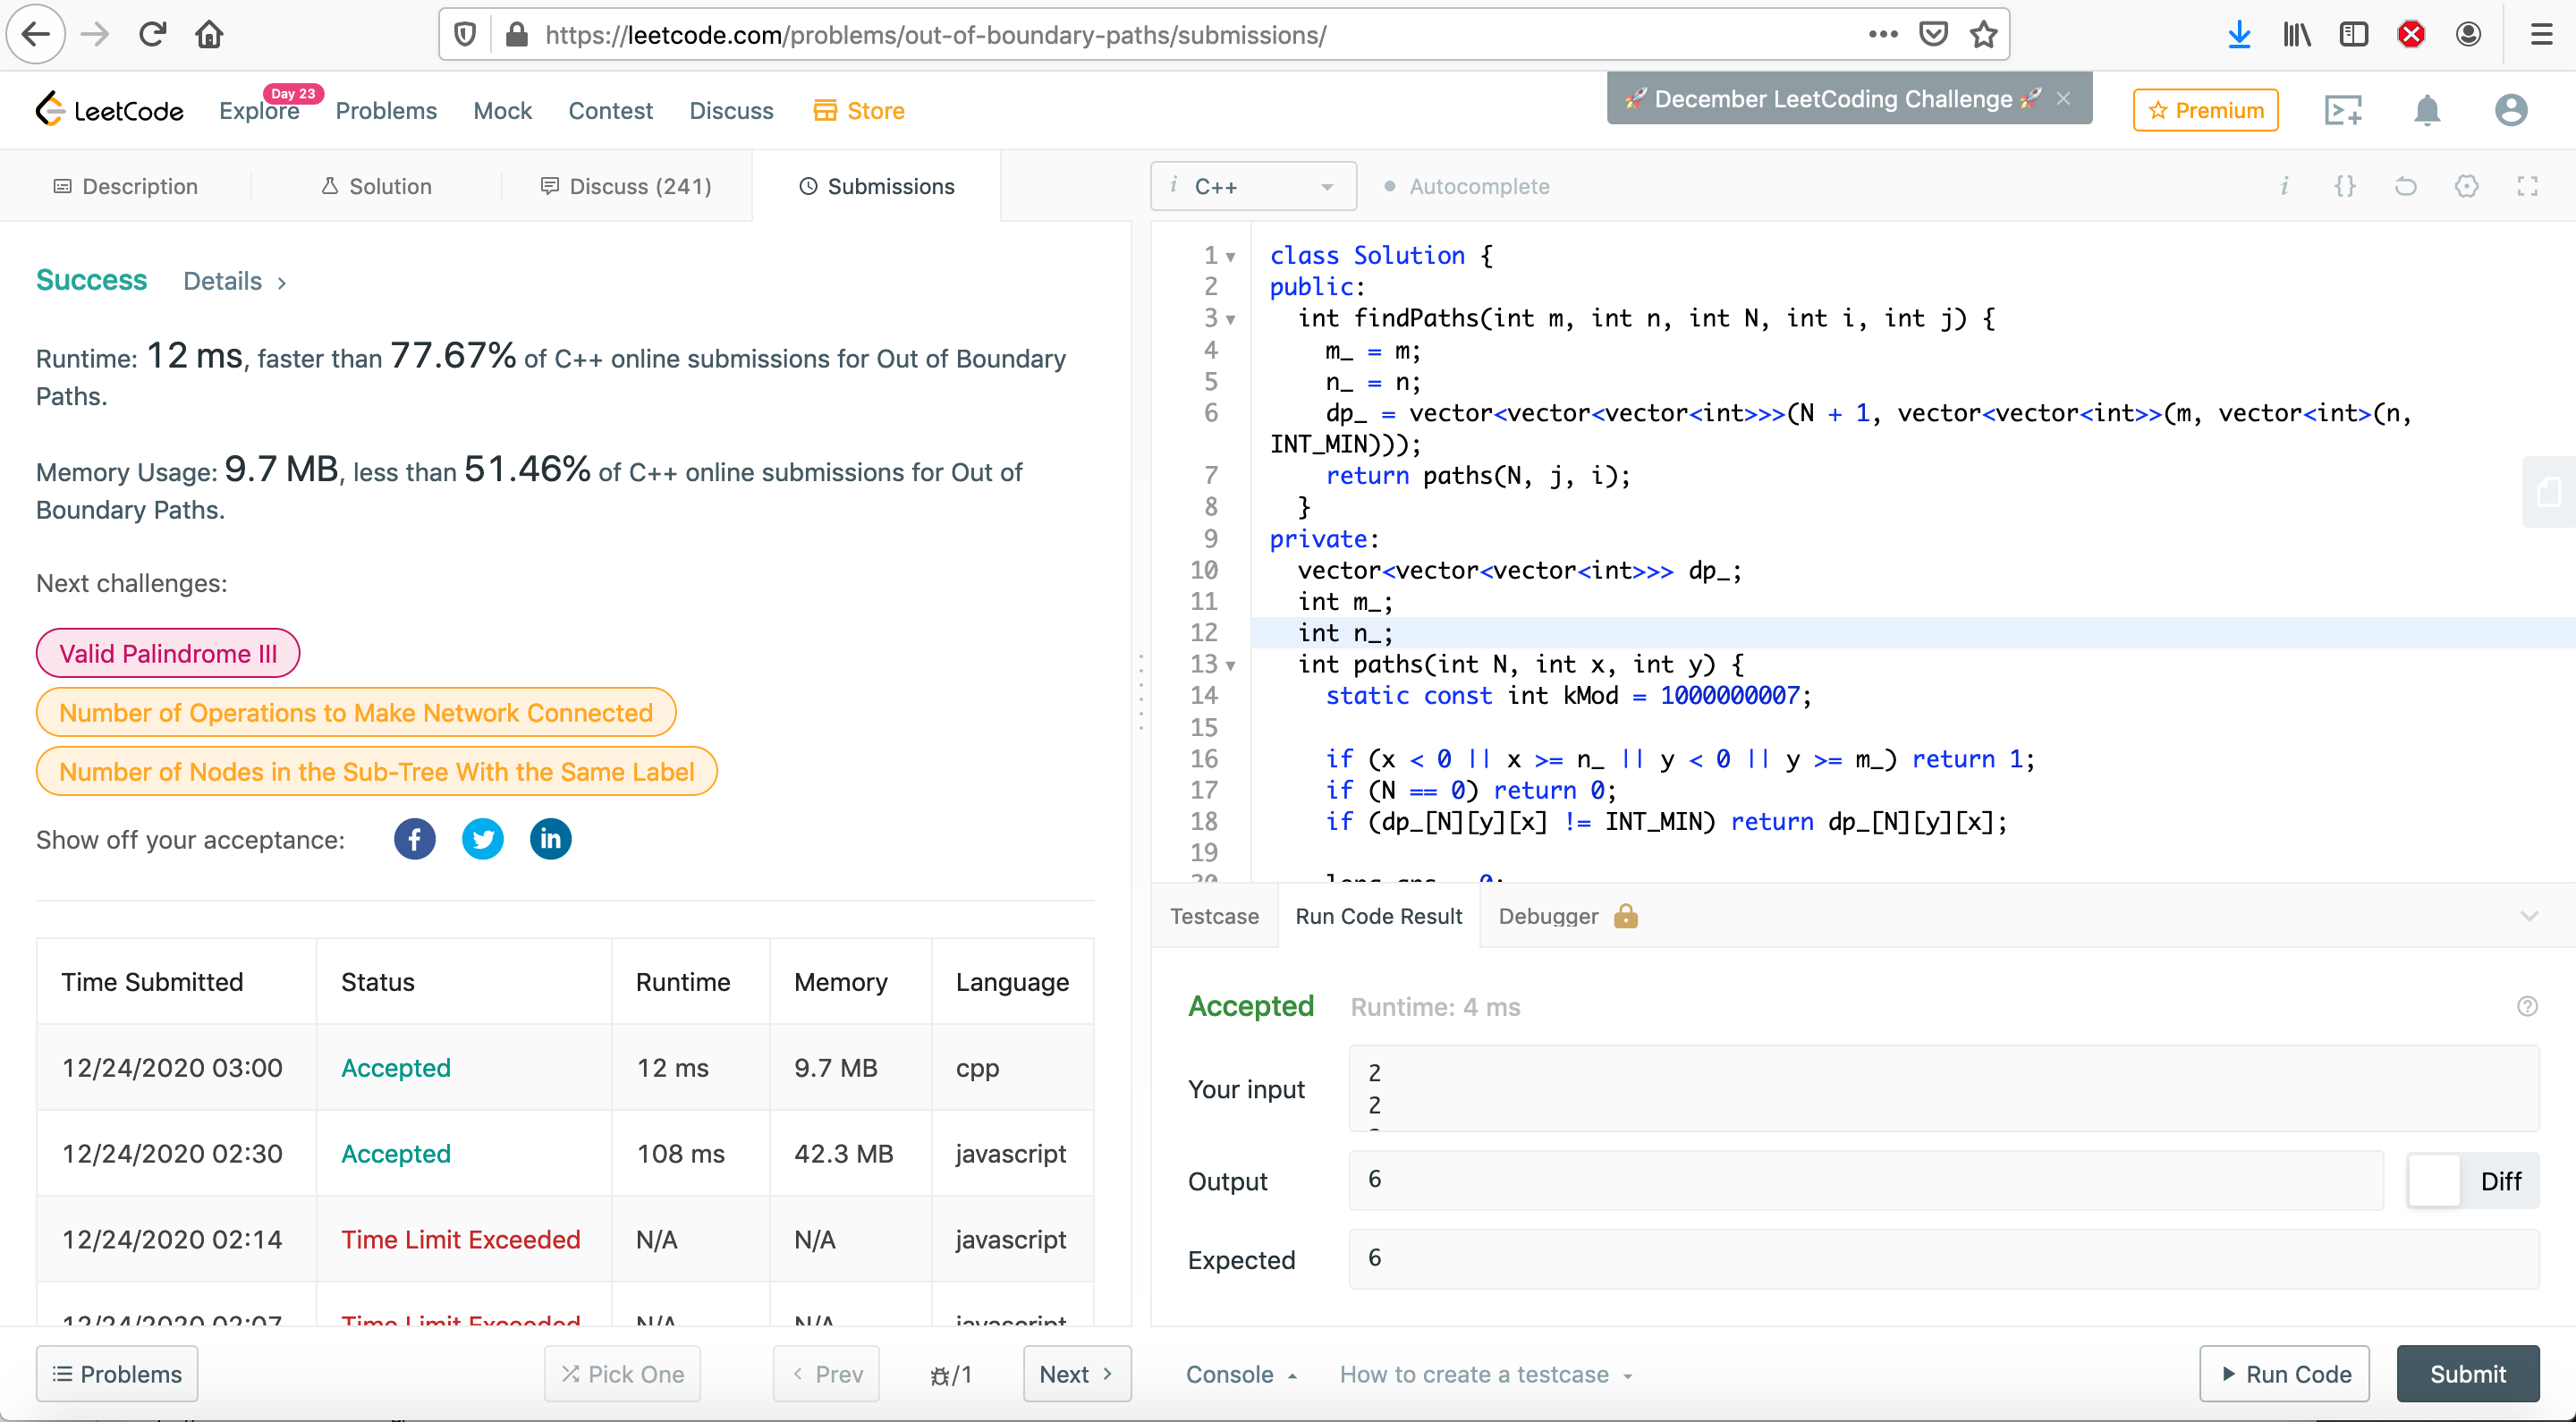 https://leetcode.com/problems/out-of-boundary-paths/submissions/
LeetCode
Explore
Day 23
Problems
Mock
Contest
Discuss
Store
🚀 December LeetCoding Challenge 🚀
Premium
Description
Solution
Discuss (241)
Submissions
i C++
Autocomplete
Success Details >
Runtime: 12 ms, faster than 77.67% of C++ online submissions for Out of Boundary
Paths.
Memory Usage: 9.7 MB, less than 51.46% of C++ online submissions for Out of
Boundary Paths.
Next challenges:
Valid Palindrome III
Number of Operations to Make Network Connected
Number of Nodes in the Sub-Tree With the Same Label
Show off your acceptance:
Time Submitted Status Runtime Memory Language
12/24/2020 03:00 Accepted 12 ms 9.7 MB cpp
12/24/2020 02:30 Accepted 108 ms 42.3 MB javascript
12/24/2020 02:14 Time Limit Exceeded N/A N/A javascript
12/24/2020 02:07 Time Limit Exceeded N/A N/A javascript
1 class Solution {
2 public:
3 int findPaths(int m, int n, int N, int i, int j) {
4 m_ = m;
5 n_ = n;
6 dp_ = vector<vector<vector<int>>>(N + 1, vector<vector<int>>(m, vector<int>(n,
INT_MIN)));
7 return paths(N, j, i);
8 }
9 private:
10 vector<vector<vector<int>>> dp_;
11 int m_;
12 int n_;
13 int paths(int N, int x, int y) {
14 static const int kMod = 1000000007;
15
16 if (x < 0 || x >= n_ || y < 0 || y >= m_) return 1;
17 if (N == 0) return 0;
18 if (dp_[N][y][x] != INT_MIN) return dp_[N][y][x];
19
20 long ans = 0;
Testcase
Run Code Result
Debugger
Accepted Runtime: 4 ms
Your input
2
2
Output
6
Diff
Expected
6
Problems
Pick One
< Prev
/1
Next >
Console
How to create a testcase
Run Code
Submit